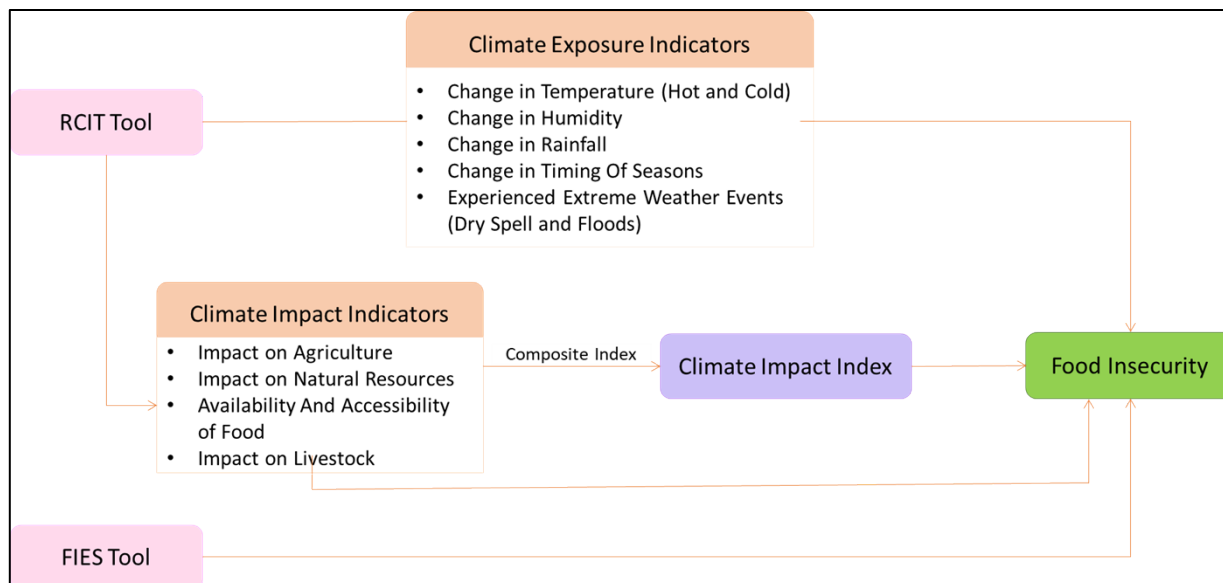 Climate Exposure Indicators
• Change in Temperature (Hot and Cold)
• Change in Humidity
• Change in Rainfall
• Change in Timing Of Seasons
• Experienced Extreme Weather Events
(Dry Spell and Floods)
RCIT Tool
Climate Impact Indicators
• Impact on Agriculture
• Impact on Natural Resources
• Availability And Accessibility
of Food
• Impact on Livestock
Composite Index
Climate Impact Index
Food Insecurity
FIES Tool